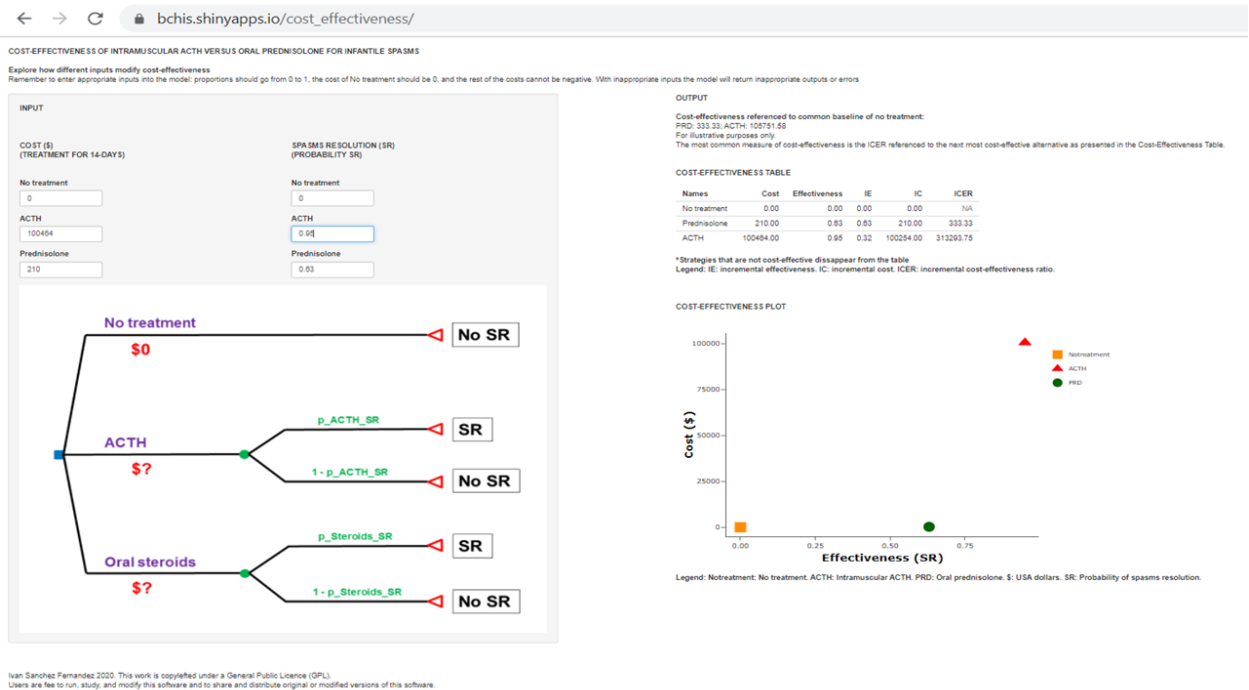 bchis.shinyapps.io/cost_effectiveness/
COST-EFFECTIVENESS OF INTRAMUSCULAR ACTH VERSUS ORAL PREDNISOLONE FOR INFANTILE SPASMS
Explore how different inputs modify cost-effectiveness
Remember to enter appropriate inputs into the model: proportions should go from 0 to 1, the cost of No treatment should be 0, and the rest of the costs cannot be negative. With inappropriate inputs the model will return inappropriate outputs or errors
INPUT
COST ($)
(TREATMENT FOR 14-DAYS)
No treatment
0
ACTH
100464
Prednisolone
210
SPASMS RESOLUTION (SR)
(PROBABILITY SR)
No treatment
0
ACTH
0.95
Prednisolone
0.63
No treatment
$0
No SR
ACTH
$?
p_ACTH_SR
SR
1 - p_ACTH_SR
No SR
Oral steroids
$?
p_Steroids_SR
SR
1 - p_Steroids_SR
No SR
OUTPUT
Cost-effectiveness referenced to common baseline of no treatment:
PRD: 333.33; ACTH: 105751.58
For illustrative purposes only.
The most common measure of cost-effectiveness is the ICER referenced to the next most cost-effective alternative as presented in the Cost-Effectiveness Table.
COST-EFFECTIVENESS TABLE
Names Cost Effectiveness IE IC ICER
No treatment 0.00 0.00 0.00 0.00 NA
Prednisolone 210.00 0.63 0.63 210.00 333.33
ACTH 100464.00 0.95 0.32 100254.00 313293.75
*Strategies that are not cost-effective dissappear from the table
Legend: IE: incremental effectiveness. IC: incremental cost. ICER: incremental cost-effectiveness ratio.
COST-EFFECTIVENESS PLOT
Cost ($)
100000
75000
50000
25000
0
0.00 0.25 0.50 0.75
Effectiveness (SR)
Notreatment
ACTH
PRD
Legend: Notreatment: No treatment. ACTH: Intramuscular ACTH. PRD: Oral prednisolone. $: USA dollars. SR: Probability of spasms resolution.
Ivan Sanchez Fernandez 2020. This work is copylefted under a General Public Licence (GPL).
Users are fee to run, study, and modify this software and to share and distribute original or modified versions of this software.